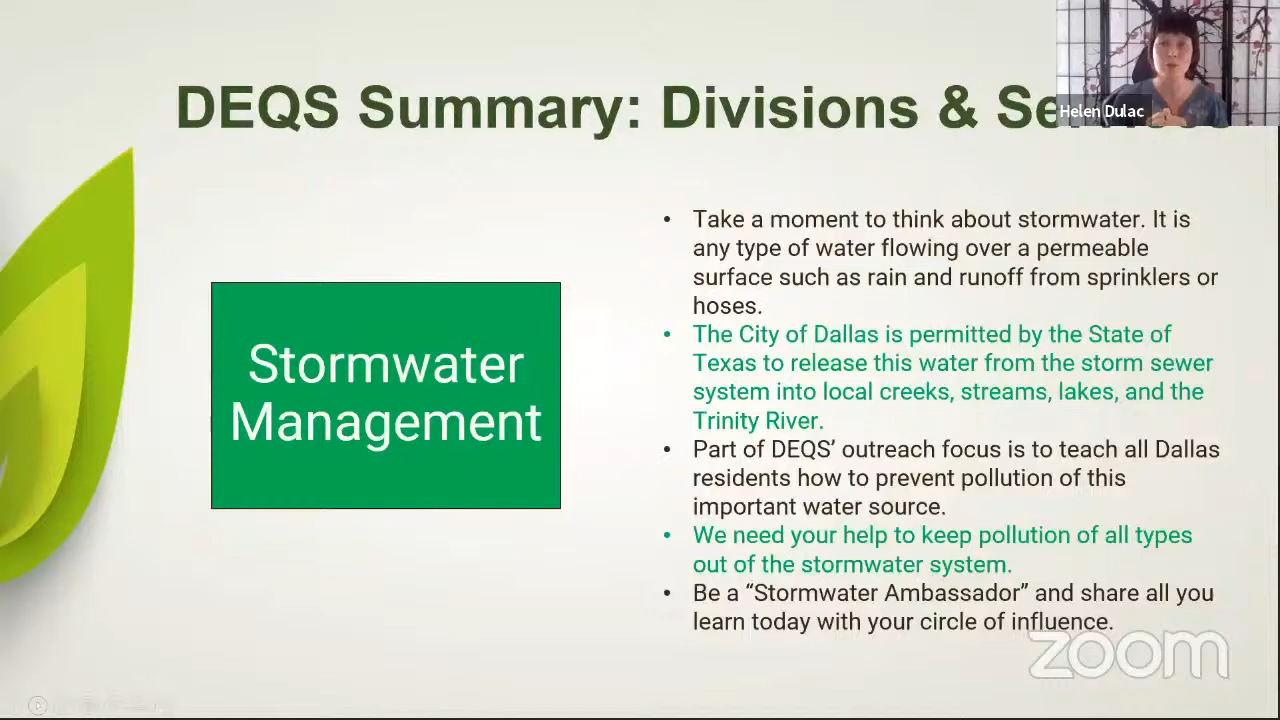 DEQS Summary: Divisions & Se
Helen Dulac
Stormwater
Management
• Take a moment to think about stormwater. It is
any type of water flowing over a permeable
surface such as rain and runoff from sprinklers or
hoses.
• The City of Dallas is permitted by the State of
Texas to release this water from the storm sewer
system into local creeks, streams, lakes, and the
Trinity River.
• Part of DEQS’ outreach focus is to teach all Dallas
residents how to prevent pollution of this
important water source.
• We need your help to keep pollution of all types
out of the stormwater system.
• Be a “Stormwater Ambassador” and share all you
learn today with your circle of influence.
zoom